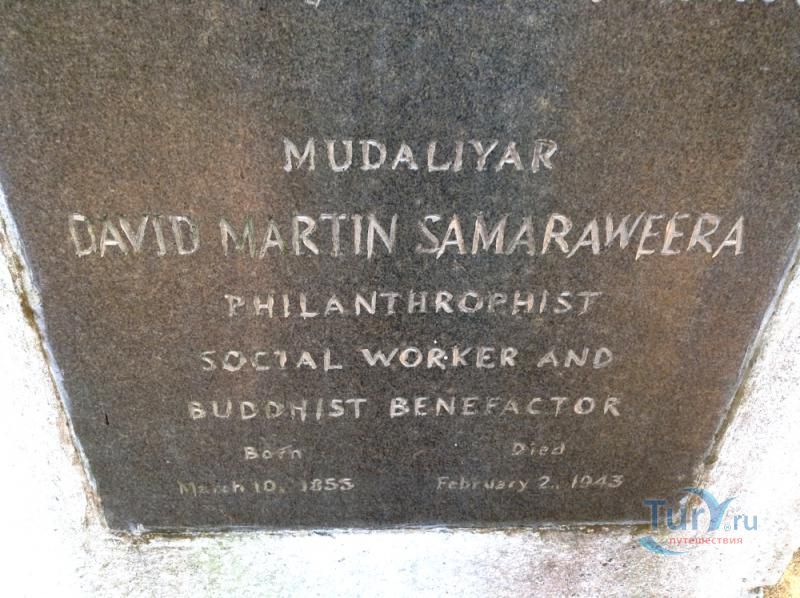 MUDALIYAR
DAVID MARTIN SAMARAWEERA
PHILANTHROPHIST
SOCIAL WORKER AND
BUDDHIST BENEFACTOR
Born Died
March 10, 1855 February 2, 1943
Tury.ru
путешествия